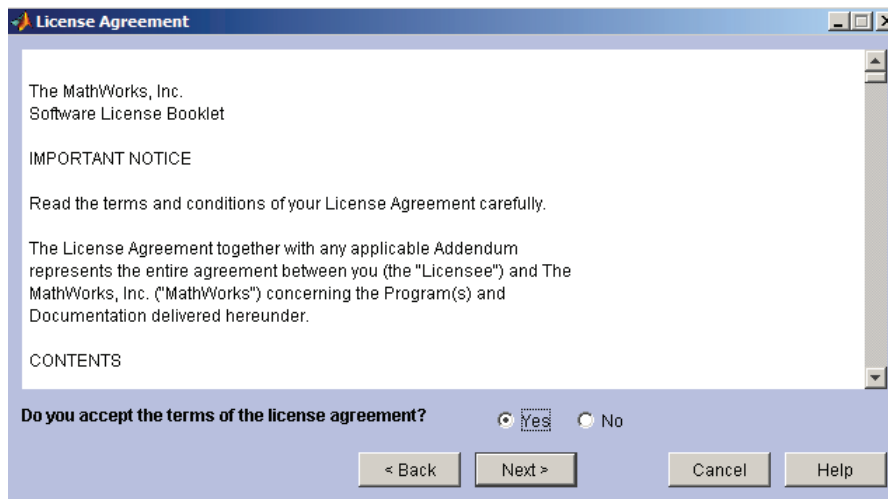 License Agreement
The MathWorks, Inc.
Software License Booklet
IMPORTANT NOTICE
Read the terms and conditions of your License Agreement carefully.
The License Agreement together with any applicable Addendum
represents the entire agreement between you (the "Licensee") and The
MathWorks, Inc. ("MathWorks") concerning the Program(s) and
Documentation delivered hereunder.
CONTENTS
Do you accept the terms of the license agreement? Yes No
< Back Next > Cancel Help